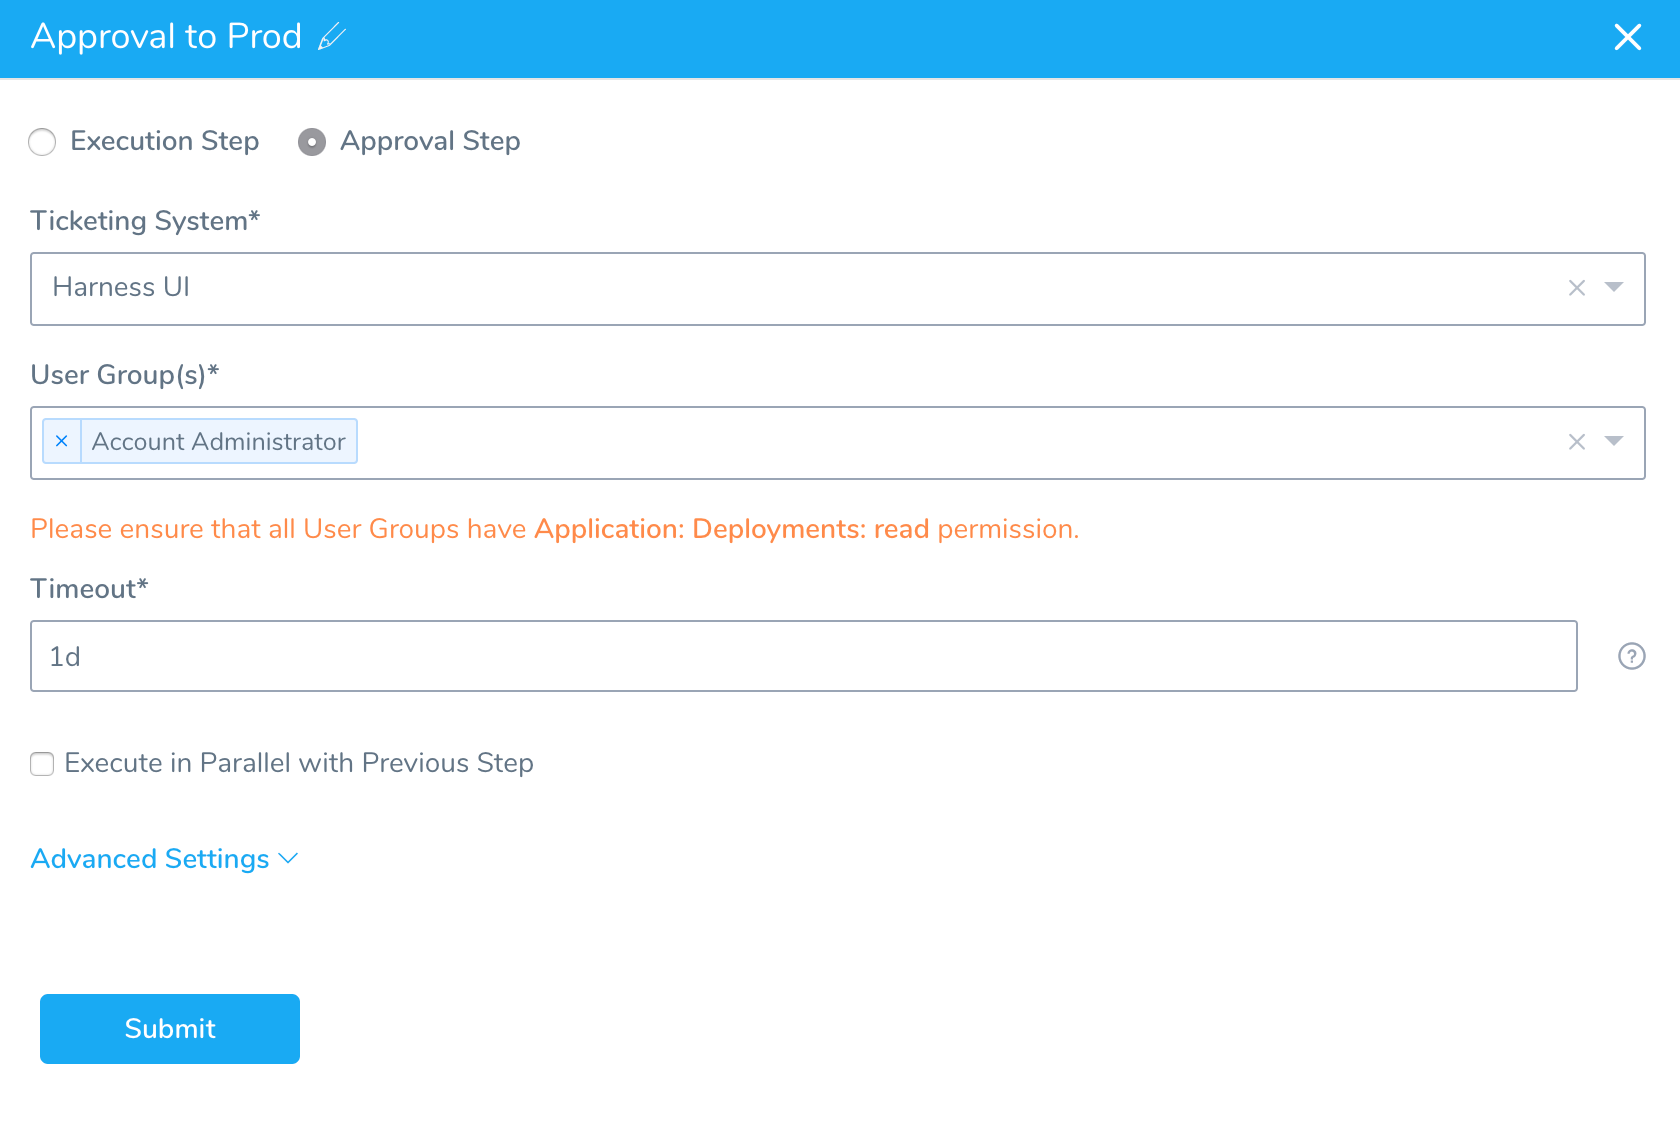 Approval to Prod
Execution Step Approval Step
Ticketing System*
Harness UI
User Group(s)*
Account Administrator
Please ensure that all User Groups have Application: Deployments: read permission.
Timeout*
1d
Execute in Parallel with Previous Step
Advanced Settings
Submit